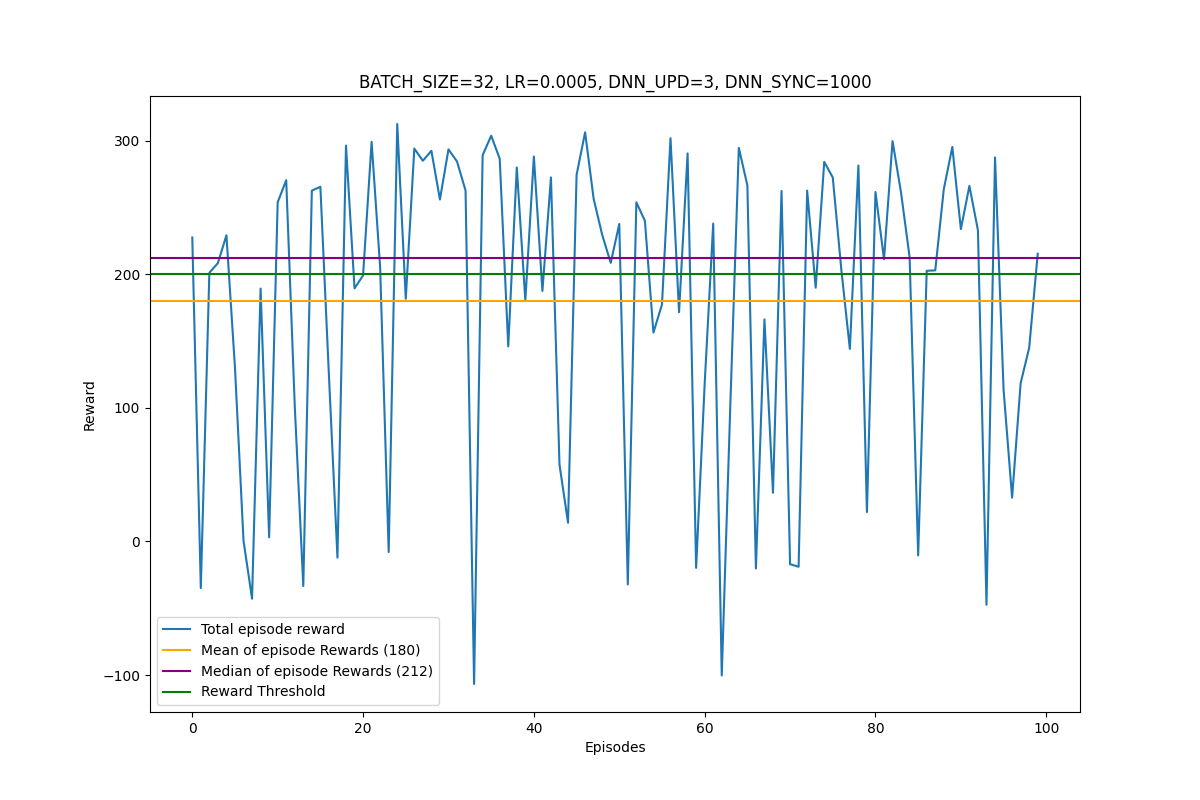 BATCH_SIZE=32, LR=0.0005, DNN_UPD=3, DNN_SYNC=1000
300
200
100
0
−100
Reward
Total episode reward
Mean of episode Rewards (180)
Median of episode Rewards (212)
Reward Threshold
0 20 40 60 80 100
Episodes